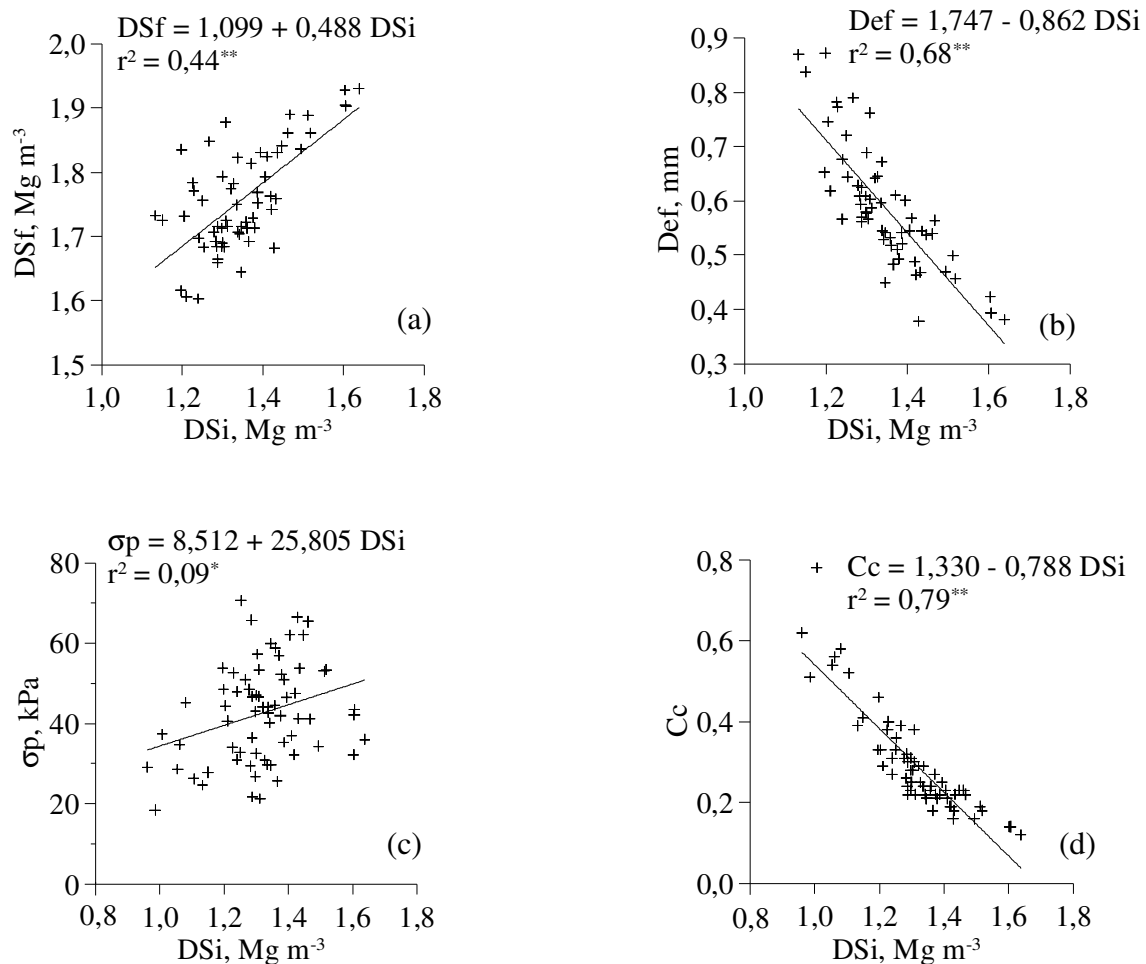 DSf = 1,099 + 0,488 DSi
r² = 0,44**
2,0
1,9
1,8
1,7
1,6
1,5
DSf, Mg m⁻³
1,0
1,2
1,4
1,6
1,8
DSi, Mg m⁻³
(a)
Def = 1,747 - 0,862 DSi
r² = 0,68**
0,9
0,8
0,7
0,6
0,5
0,4
0,3
Def, mm
1,0
1,2
1,4
1,6
1,8
DSi, Mg m⁻³
(b)
σp = 8,512 + 25,805 DSi
r² = 0,09*
80
60
40
20
0
σp, kPa
0,8
1,0
1,2
1,4
1,6
1,8
DSi, Mg m⁻³
(c)
Cc = 1,330 - 0,788 DSi
r² = 0,79**
0,8
0,6
0,4
0,2
0,0
Cc
0,8
1,0
1,2
1,4
1,6
1,8
DSi, Mg m⁻³
(d)